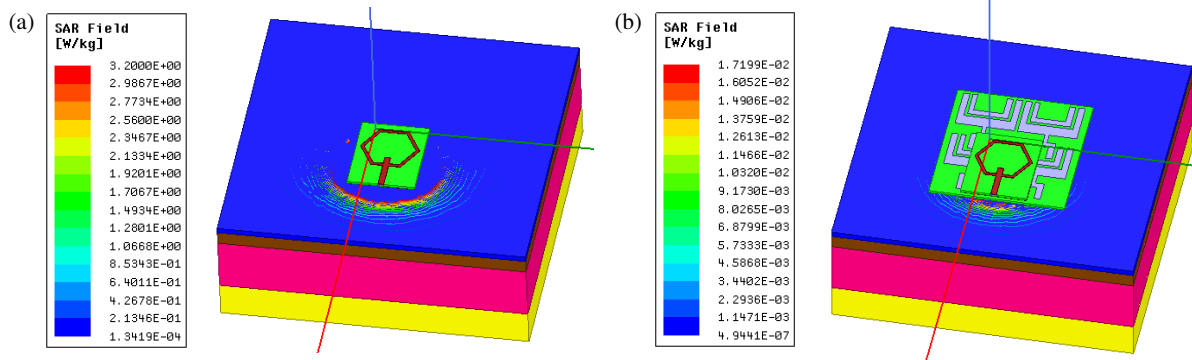 (a)
SAR Field
[W/kg]
3.2000E+00
2.9867E+00
2.7734E+00
2.5600E+00
2.3467E+00
2.1334E+00
1.9201E+00
1.7067E+00
1.4934E+00
1.2801E+00
1.0668E+00
8.5343E-01
6.4011E-01
4.2678E-01
2.1346E-01
1.3419E-04
(b)
SAR Field
[W/kg]
1.7199E-02
1.6052E-02
1.4906E-02
1.3759E-02
1.2613E-02
1.1466E-02
1.0320E-02
9.1730E-03
8.0265E-03
6.8799E-03
5.7333E-03
4.5868E-03
3.4402E-03
2.2936E-03
1.1471E-03
4.9441E-07